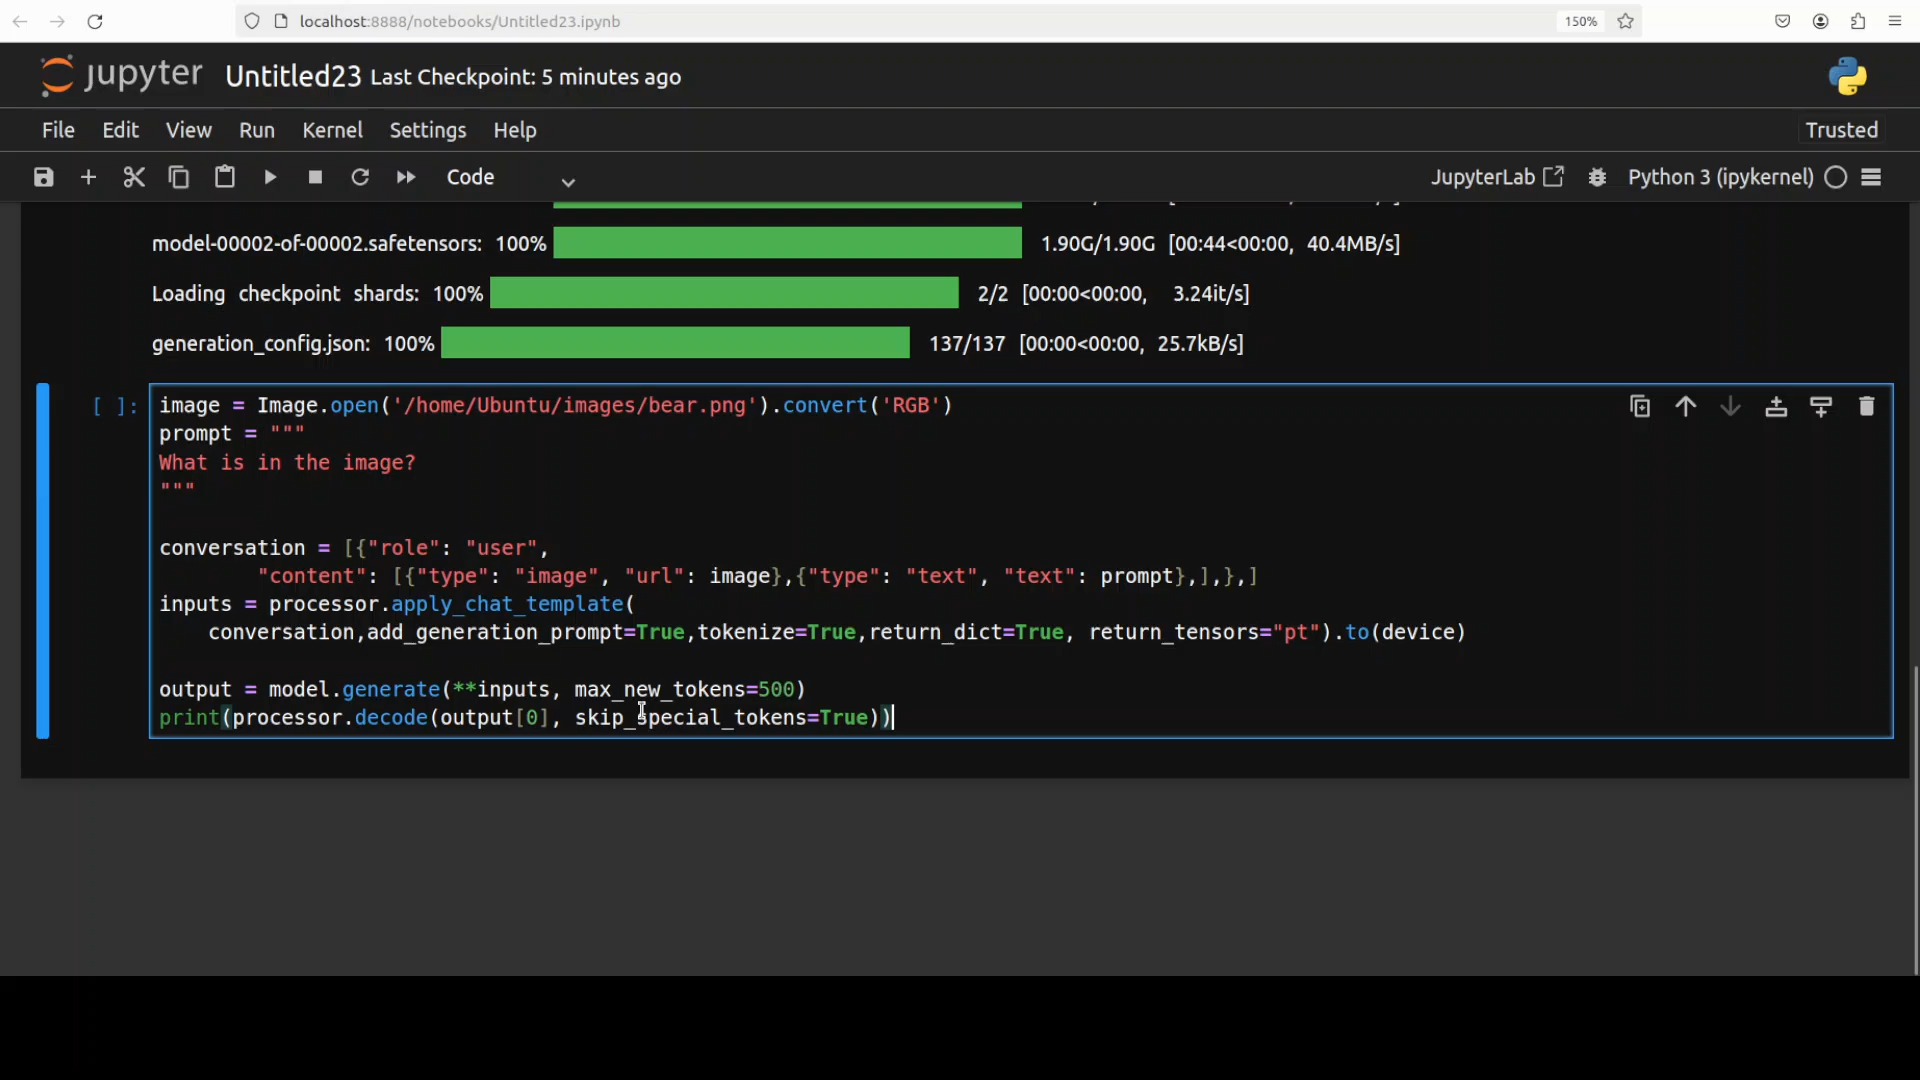 localhost:8888/notebooks/Untitled23.ipynb
150%
jupyter Untitled23 Last Checkpoint: 5 minutes ago
File Edit View Run Kernel Settings Help Trusted
Code JupyterLab Python 3 (ipykernel)
model-00002-of-00002.safetensors: 100% 1.90G/1.90G [00:44<00:00, 40.4MB/s]
Loading checkpoint shards: 100% 2/2 [00:00<00:00, 3.24it/s]
generation_config.json: 100% 137/137 [00:00<00:00, 25.7kB/s]
[ ]: image = Image.open('/home/Ubuntu/images/bear.png').convert('RGB')
prompt = """
What is in the image?
"""
conversation = [{"role": "user",
"content": [{"type": "image", "url": image},{"type": "text", "text": prompt},],},]
inputs = processor.apply_chat_template(
conversation,add_generation_prompt=True,tokenize=True,return_dict=True, return_tensors="pt").to(device)
output = model.generate(**inputs, max_new_tokens=500)
print(processor.decode(output[0], skip_special_tokens=True))